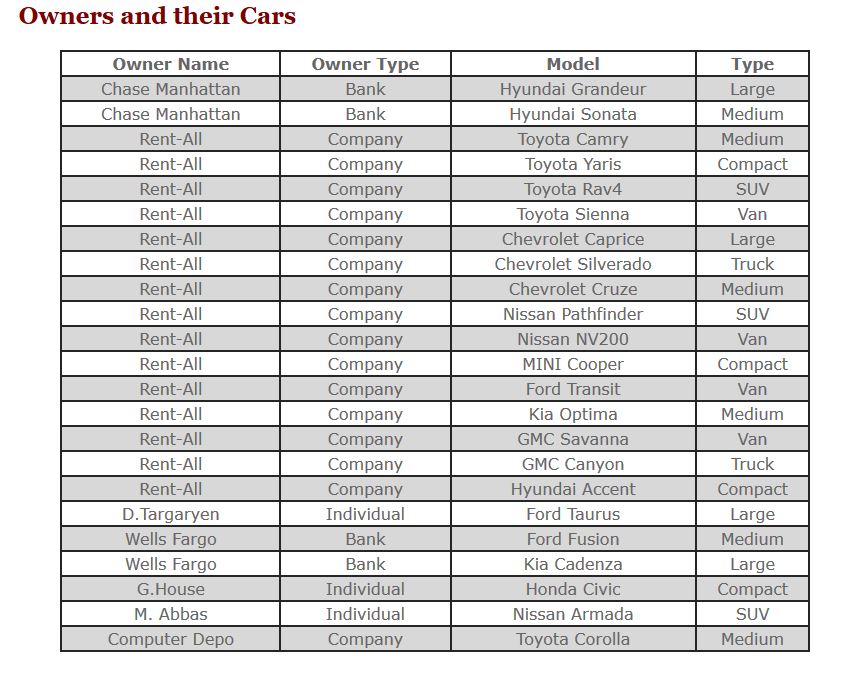 Owners and their Cars
Owner Name Owner Type Model Type
Chase Manhattan Bank Hyundai Grandeur Large
Chase Manhattan Bank Hyundai Sonata Medium
Rent-All Company Toyota Camry Medium
Rent-All Company Toyota Yaris Compact
Rent-All Company Toyota Rav4 SUV
Rent-All Company Toyota Sienna Van
Rent-All Company Chevrolet Caprice Large
Rent-All Company Chevrolet Silverado Truck
Rent-All Company Chevrolet Cruze Medium
Rent-All Company Nissan Pathfinder SUV
Rent-All Company Nissan NV200 Van
Rent-All Company MINI Cooper Compact
Rent-All Company Ford Transit Van
Rent-All Company Kia Optima Medium
Rent-All Company GMC Savanna Van
Rent-All Company GMC Canyon Truck
Rent-All Company Hyundai Accent Compact
D.Targaryen Individual Ford Taurus Large
Wells Fargo Bank Ford Fusion Medium
Wells Fargo Bank Kia Cadenza Large
G.House Individual Honda Civic Compact
M. Abbas Individual Nissan Armada SUV
Computer Depo Company Toyota Corolla Medium